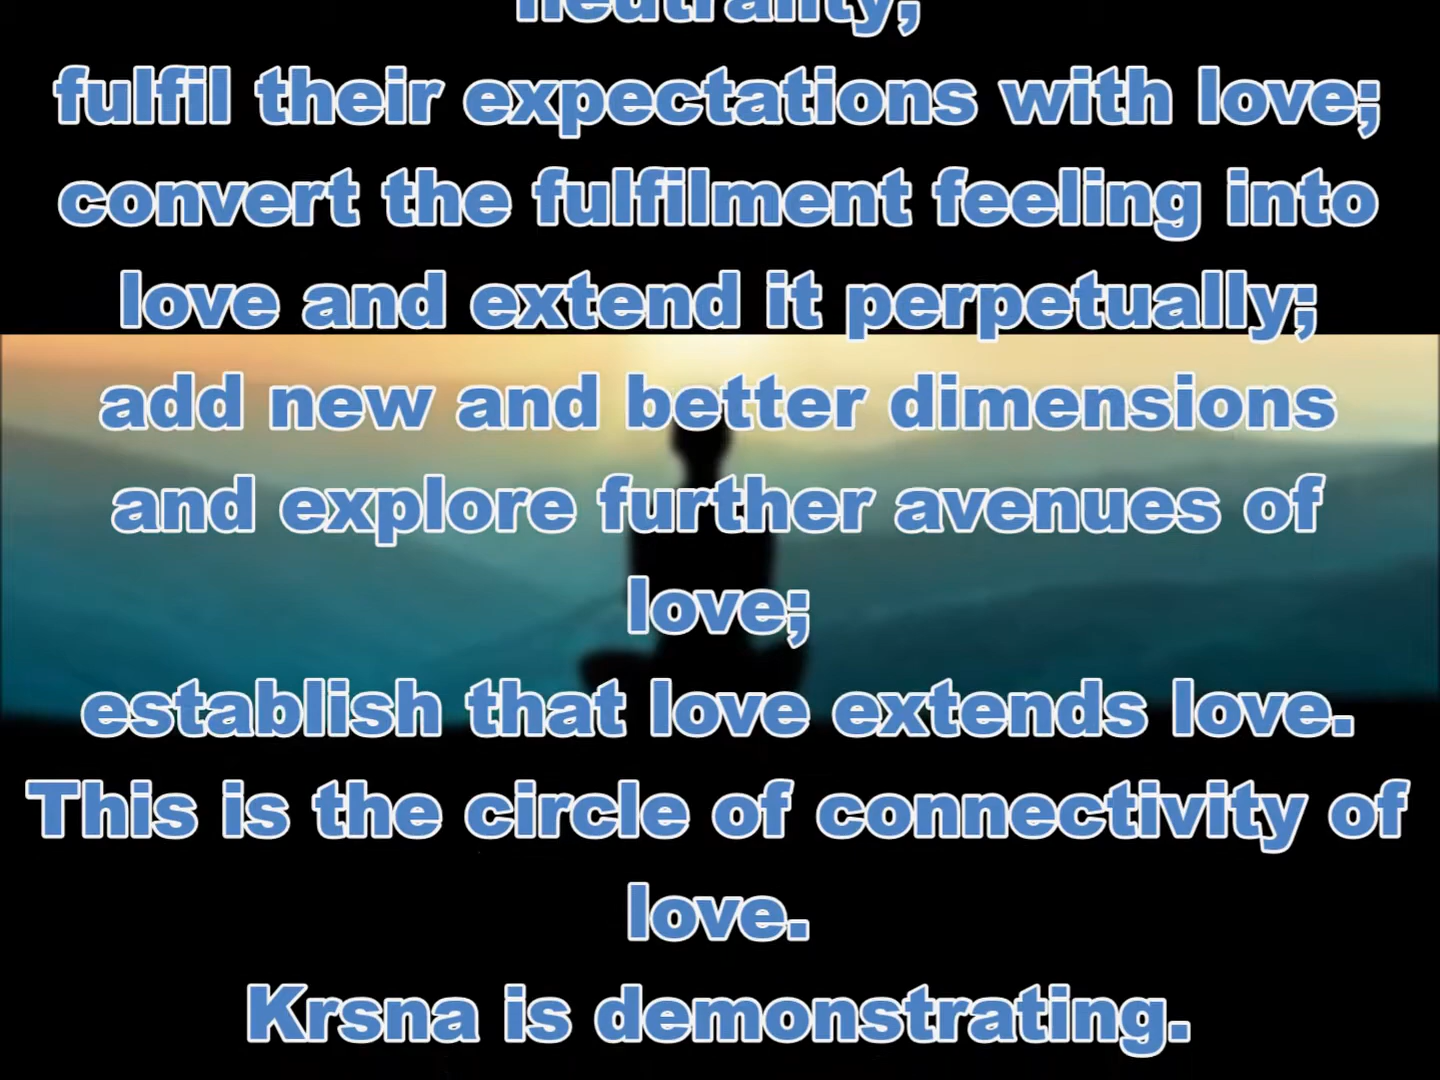 neutrality;
fulfil their expectations with love;
convert the fulfilment feeling into
love and extend it perpetually;
add new and better dimensions
and explore further avenues of
love;
establish that love extends love.
This is the circle of connectivity of
love.
Krsna is demonstrating.